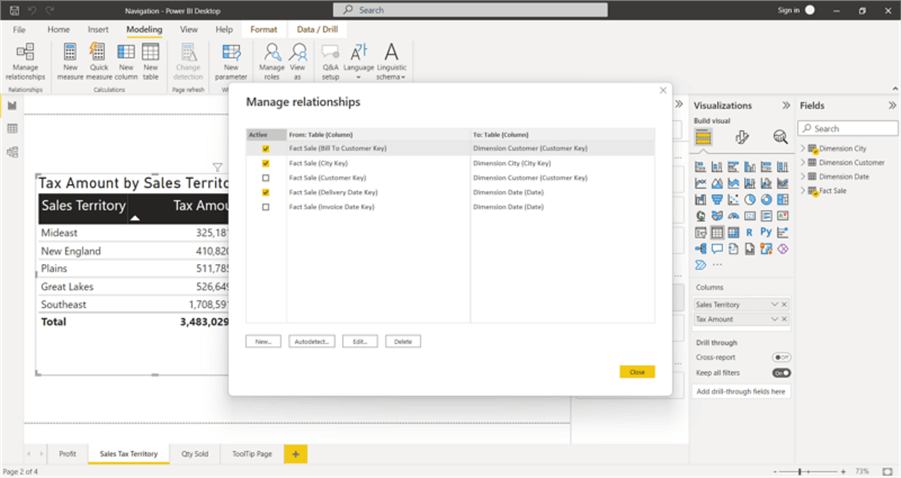 Navigation - Power BI Desktop
Search
Sign in
File Home Insert Modeling View Help Format Data / Drill
Manage relationships
New measure
Quick measure
New column
New table
Change detection
New parameter
Manage roles
View as
Q&A setup
Language
Linguistic schema
Relationships
Calculations
Page refresh
Tax Amount by Sales Territo
Sales Territory Tax Amou
Mideast 325,181
New England 410,820
Plains 511,785
Great Lakes 526,649
Southeast 1,708,591
Total 3,483,029
Manage relationships
Active From: Table (Column) To: Table (Column)
Fact Sale (Bill To Customer Key) Dimension Customer (Customer Key)
Fact Sale (City Key) Dimension City (City Key)
Fact Sale (Customer Key) Dimension Customer (Customer Key)
Fact Sale (Delivery Date Key) Dimension Date (Date)
Fact Sale (Invoice Date Key) Dimension Date (Date)
New... Autodetect... Edit... Delete
Close
Visualizations
Build visual
R Py
Columns
Sales Territory
Tax Amount
Drill through
Cross-report Off
Keep all filters On
Add drill-through fields here
Fields
Search
Dimension City
Dimension Customer
Dimension Date
Fact Sale
Profit Sales Tax Territory Qty Sold ToolTip Page
Page 2 of 4
73%